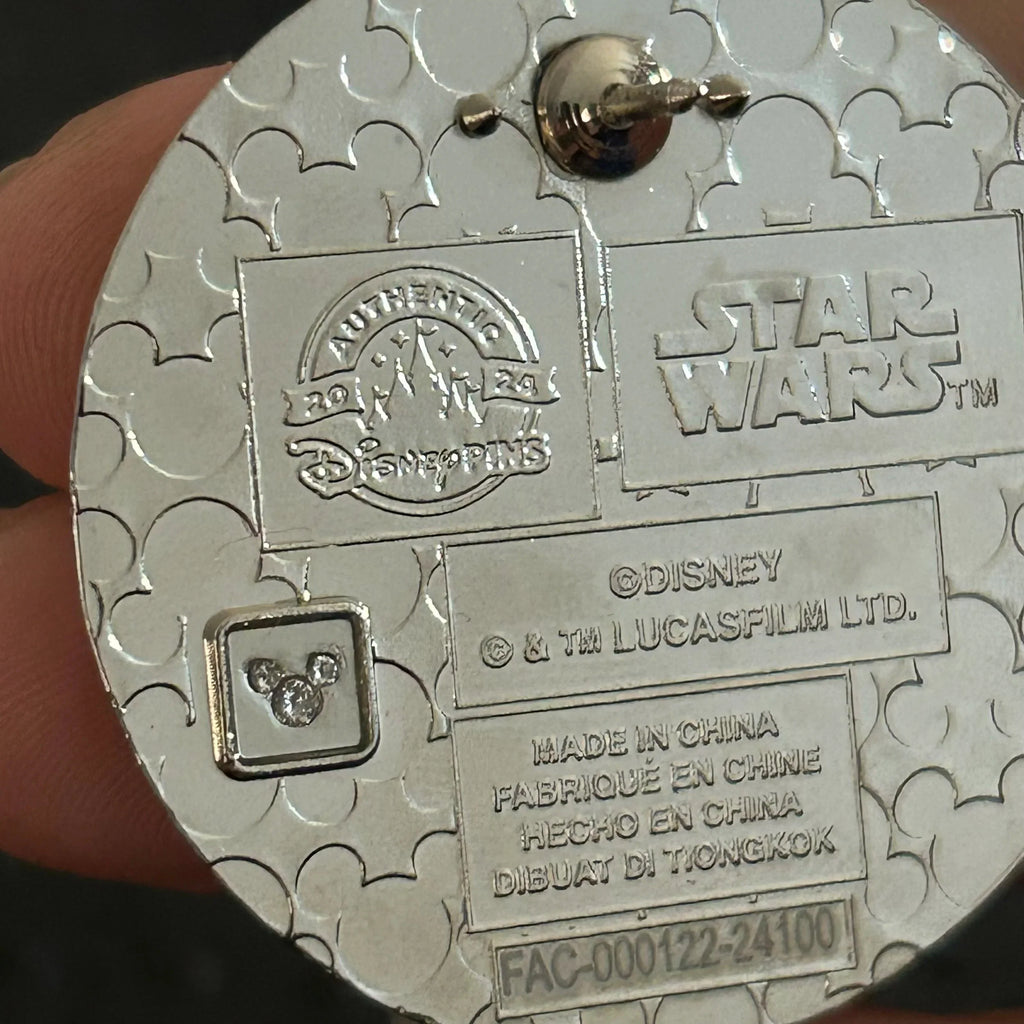 AUTHENTIC
20 24
Disney PINS
STAR
WARS TM
©DISNEY
© & TM LUCASFILM LTD.
MADE IN CHINA
FABRIQUÉ EN CHINE
HECHO EN CHINA
DIBUAT DI TIONGKOK
FAC-000122-24100